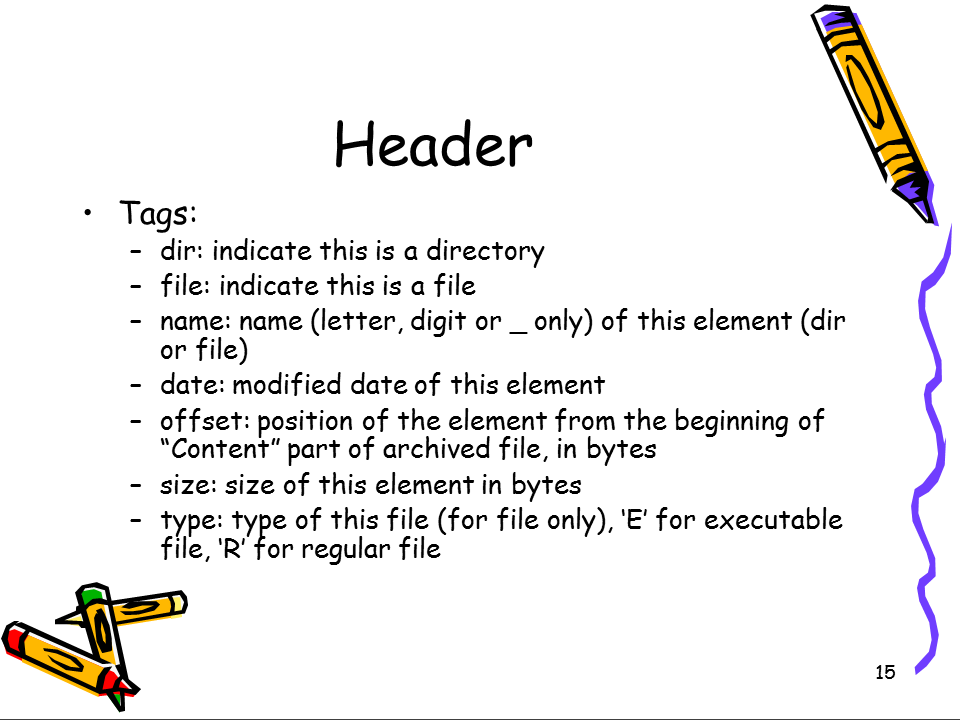 Header
• Tags:
– dir: indicate this is a directory
– file: indicate this is a file
– name: name (letter, digit or _ only) of this element (dir
or file)
– date: modified date of this element
– offset: position of the element from the beginning of
“Content” part of archived file, in bytes
– size: size of this element in bytes
– type: type of this file (for file only), ‘E’ for executable
file, ‘R’ for regular file
15